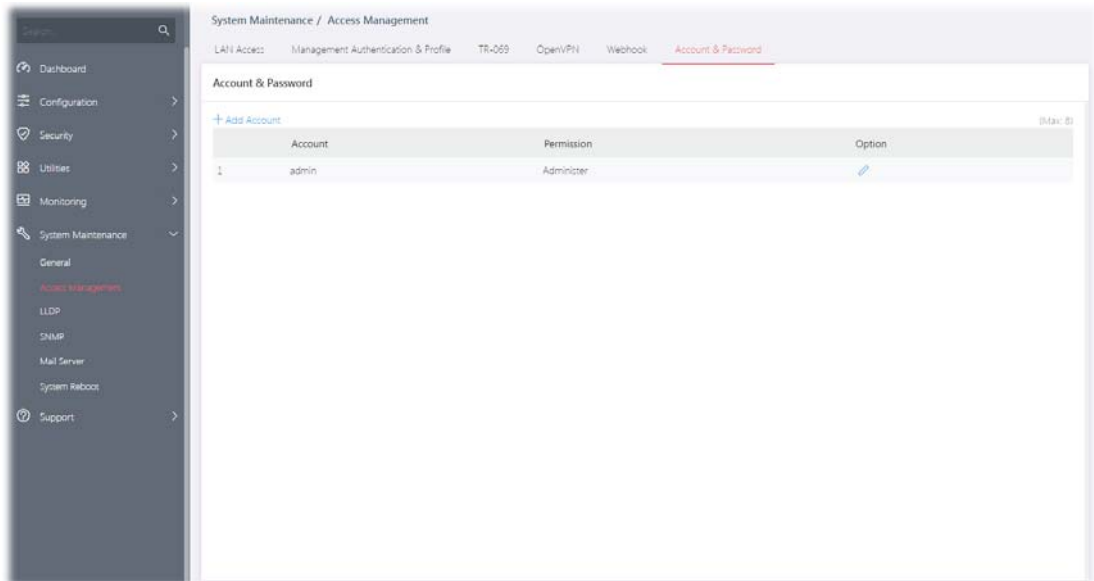 Search...
Dashboard
Configuration
Security
Utilities
Monitoring
System Maintenance
General
Access Management
LLDP
SNMP
Mail Server
System Reboot
Support
System Maintenance / Access Management
LAN Access Management Authentication & Profile TR-069 OpenVPN Webhook Account & Password
Account & Password
+ Add Account (Max: 8)
Account Permission Option
1 admin Administer